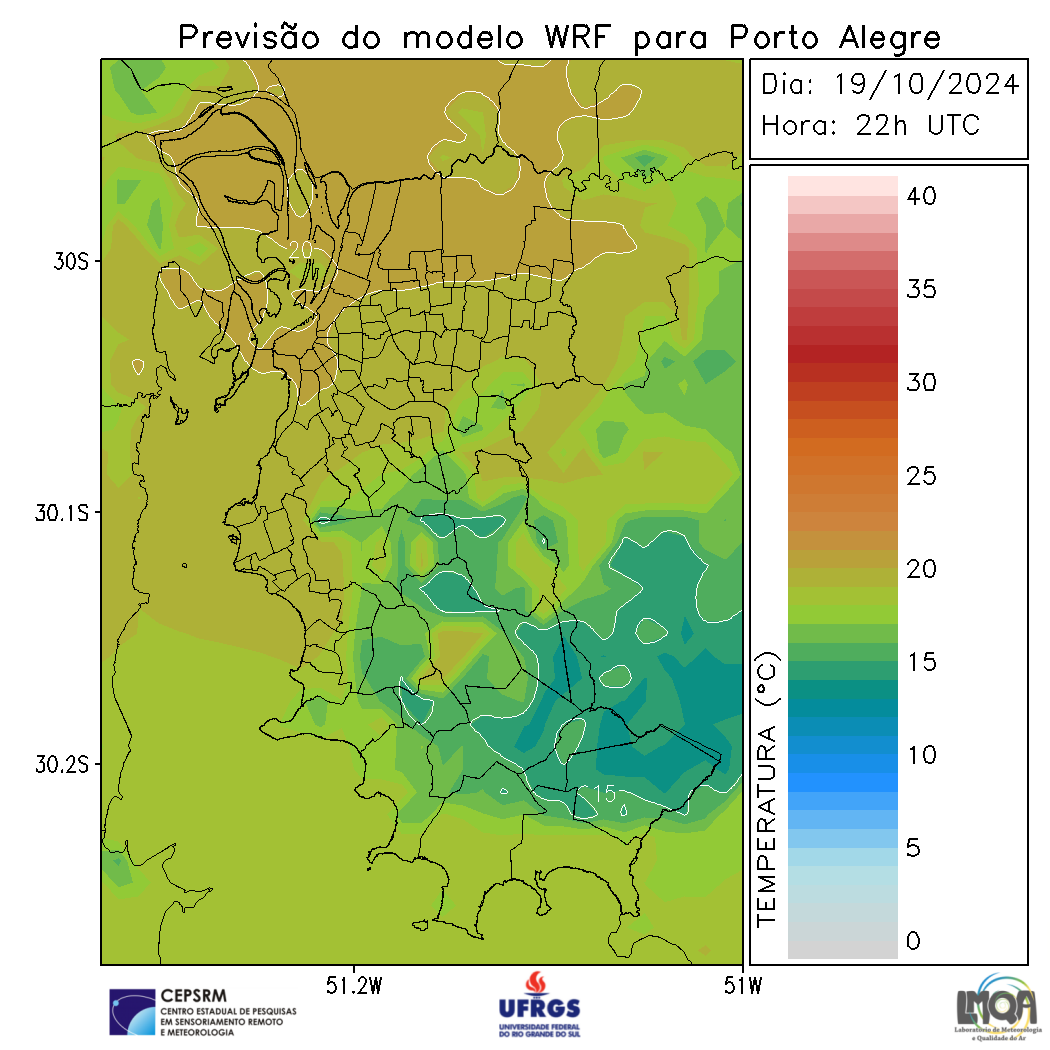 Previsão do modelo WRF para Porto Alegre
Dia: 19/10/2024
Hora: 22h UTC
40
35
30
25
20
15
10
5
0
TEMPERATURA (°C)
30S
30.1S
30.2S
51.2W
51W
20
15
CEPSRM
CENTRO ESTADUAL DE PESQUISAS
EM SENSORIAMENTO REMOTO
E METEOROLOGIA
UFRGS
UNIVERSIDADE FEDERAL
DO RIO GRANDE DO SUL
LMQA
Laboratório de Meteorologia
e Qualidade do Ar